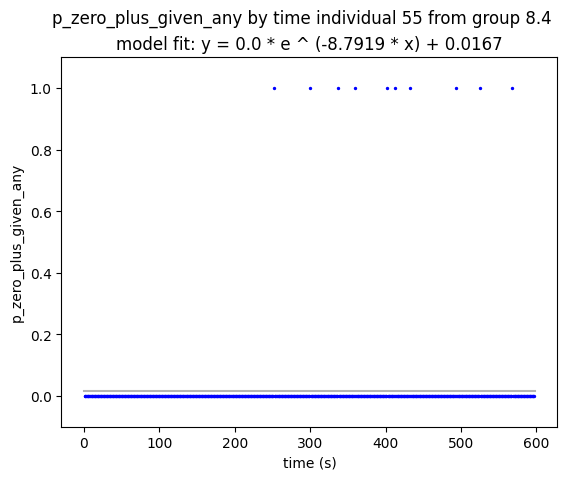 p_zero_plus_given_any by time individual 55 from group 8.4
model fit: y = 0.0 * e ^ (-8.7919 * x) + 0.0167
1.0
0.8
0.6
0.4
0.2
0.0
p_zero_plus_given_any
0 100 200 300 400 500 600
time (s)